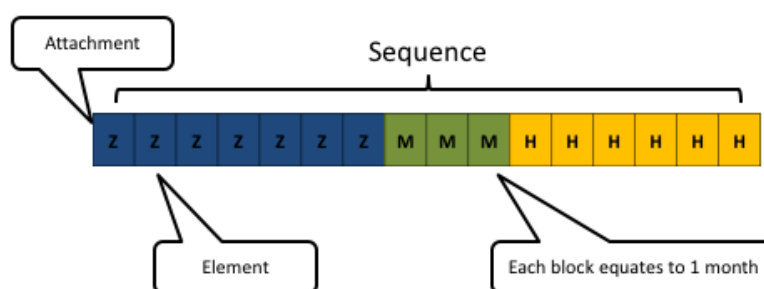 Attachment
Sequence
Z Z Z Z Z Z Z M M M H H H H H H
Element
Each block equates to 1 month